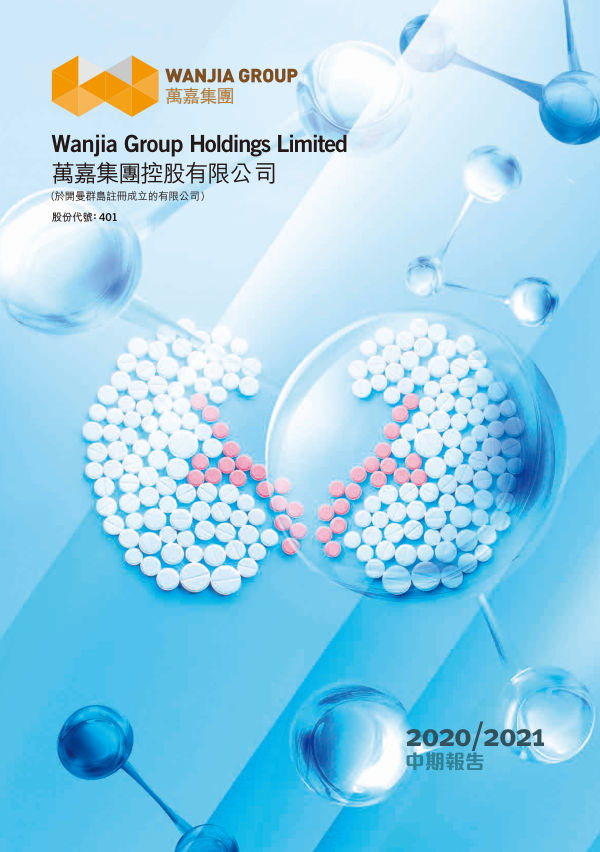 WANJIA GROUP
萬嘉集團
Wanjia Group Holdings Limited
萬嘉集團控股有限公司
(於開曼群島註冊成立的有限公司)
股份代號: 401
2020/2021
中期報告